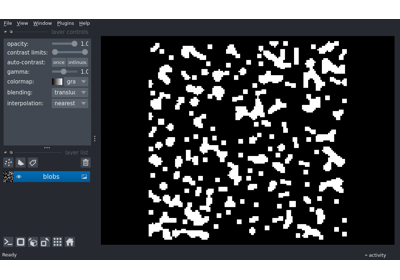 File View Window Plugins Help
layer controls
opacity: 1.0
contrast limits:
auto-contrast: once
gamma: 1.0
colormap: gra
blending: translu
interpolation: nearest
layer list
blobs
Ready
activity